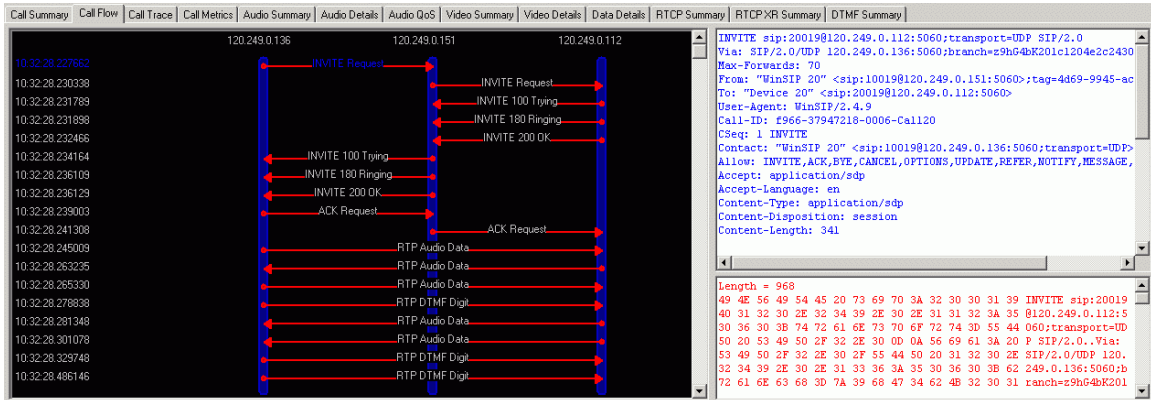 Call Summary Call Flow Call Trace Call Metrics Audio Summary Audio Details Audio QoS Video Summary Video Details Data Details RTCP Summary RTCP XR Summary DTMF Summary
120.249.0.136 120.249.0.151 120.249.0.112
10:32:28.227662 INVITE Request
10:32:28.230338 INVITE Request
10:32:28.231789 INVITE 100 Trying
10:32:28.231898 INVITE 180 Ringing
10:32:28.232466 INVITE 200 OK
10:32:28.234164 INVITE 100 Trying
10:32:28.236109 INVITE 180 Ringing
10:32:28.236129 INVITE 200 OK
10:32:28.239003 ACK Request
10:32:28.241308 ACK Request
10:32:28.245009 RTP Audio Data
10:32:28.263235 RTP Audio Data
10:32:28.265330 RTP Audio Data
10:32:28.278838 RTP DTMF Digit
10:32:28.281348 RTP Audio Data
10:32:28.301078 RTP Audio Data
10:32:28.329748 RTP DTMF Digit
10:32:28.486146 RTP DTMF Digit
INVITE sip:20019@120.249.0.112:5060;transport=UDP SIP/2.0
Via: SIP/2.0/UDP 120.249.0.136:5060;branch=z9hG4bK201c1204e2c2430
Max-Forwards: 70
From: "WinSIP 20" <sip:10019@120.249.0.151:5060>;tag=4d69-9945-ac
To: "Device 20" <sip:20019@120.249.0.112:5060>
User-Agent: WinSIP/2.4.9
Call-ID: f966-37947218-0006-Call20
CSeq: 1 INVITE
Contact: "WinSIP 20" <sip:10019@120.249.0.136:5060;transport=UDP>
Allow: INVITE,ACK,BYE,CANCEL,OPTIONS,UPDATE,REFER,NOTIFY,MESSAGE,
Accept: application/sdp
Accept-Language: en
Content-Type: application/sdp
Content-Disposition: session
Content-Length: 341
Length = 968
49 4E 56 49 54 45 20 73 69 70 3A 32 30 30 31 39 INVITE sip:20019
40 31 32 30 2E 32 34 39 2E 30 2E 31 31 32 3A 35 @120.249.0.112:5
30 36 30 3B 74 72 61 6E 73 70 6F 72 74 3D 55 44 060;transport=UD
50 20 53 49 50 2F 32 2E 30 0D 0A 56 69 61 3A 20 P SIP/2.0..Via:
53 49 50 2F 32 2E 30 2F 55 44 50 20 31 32 30 2E SIP/2.0/UDP 120.
32 34 39 2E 30 2E 31 33 36 3A 35 30 36 30 3B 62 249.0.136:5060;b
72 61 6E 63 68 3D 7A 39 68 47 34 62 4B 32 30 31 ranch=z9hG4bK201